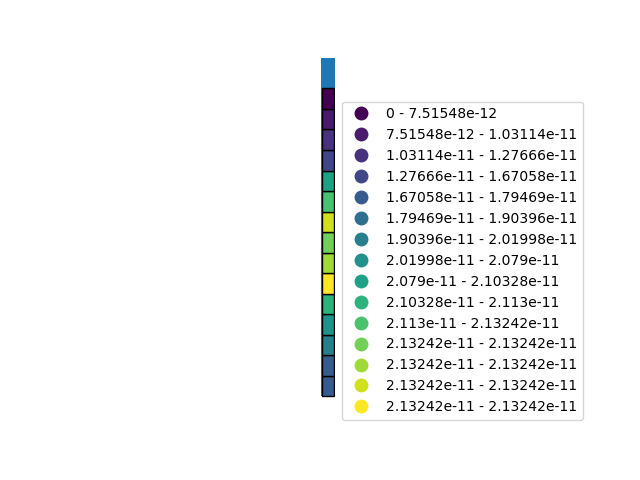 0 - 7.51548e-12
7.51548e-12 - 1.03114e-11
1.03114e-11 - 1.27666e-11
1.27666e-11 - 1.67058e-11
1.67058e-11 - 1.79469e-11
1.79469e-11 - 1.90396e-11
1.90396e-11 - 2.01998e-11
2.01998e-11 - 2.079e-11
2.079e-11 - 2.10328e-11
2.10328e-11 - 2.113e-11
2.113e-11 - 2.13242e-11
2.13242e-11 - 2.13242e-11
2.13242e-11 - 2.13242e-11
2.13242e-11 - 2.13242e-11
2.13242e-11 - 2.13242e-11